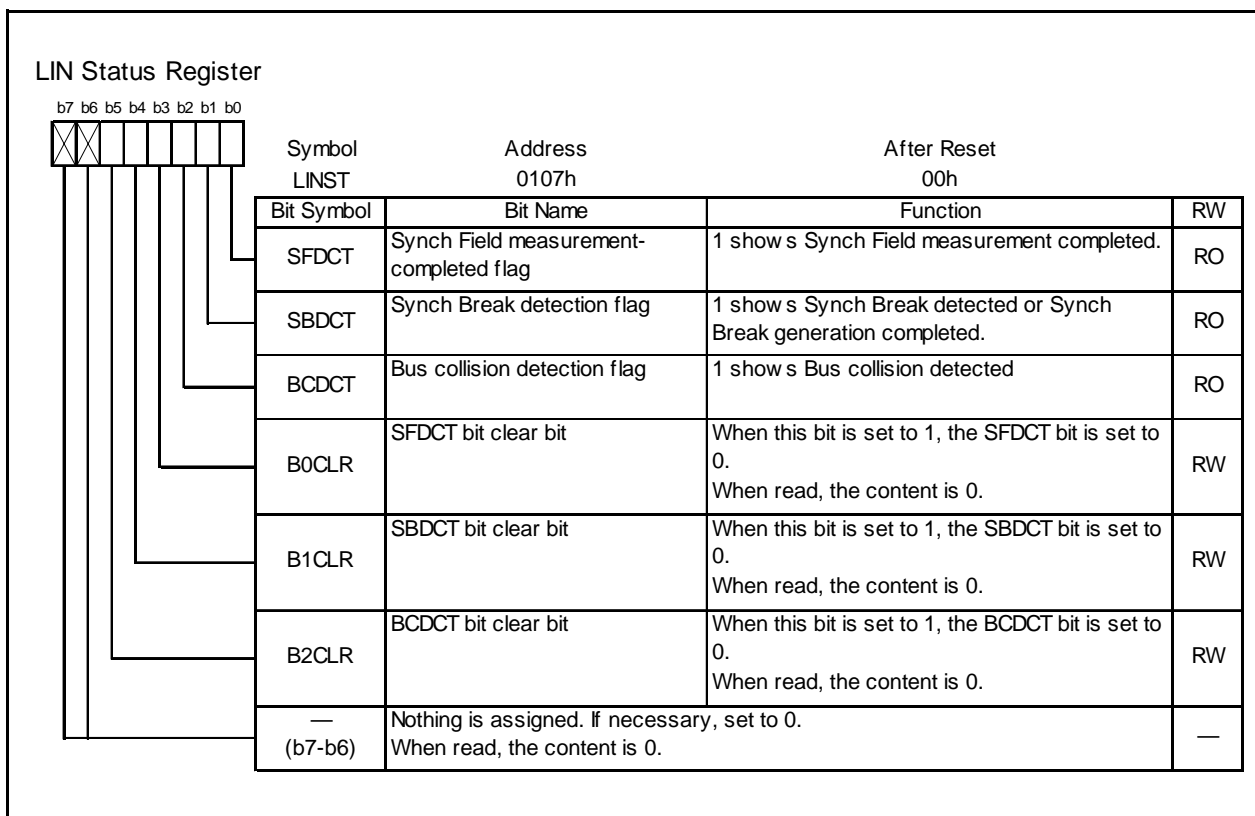 LIN Status Register
b7 b6 b5 b4 b3 b2 b1 b0
Symbol Address After Reset
LINST 0107h 00h
Bit Symbol Bit Name Function RW
SFDCT Synch Field measurement-completed flag 1 shows Synch Field measurement completed. RO
SBDCT Synch Break detection flag 1 shows Synch Break detected or Synch Break generation completed. RO
BCDCT Bus collision detection flag 1 shows Bus collision detected RO
B0CLR SFDCT bit clear bit When this bit is set to 1, the SFDCT bit is set to 0. When read, the content is 0. RW
B1CLR SBDCT bit clear bit When this bit is set to 1, the SBDCT bit is set to 0. When read, the content is 0. RW
B2CLR BCDCT bit clear bit When this bit is set to 1, the BCDCT bit is set to 0. When read, the content is 0. RW
— (b7-b6) Nothing is assigned. If necessary, set to 0. When read, the content is 0. —